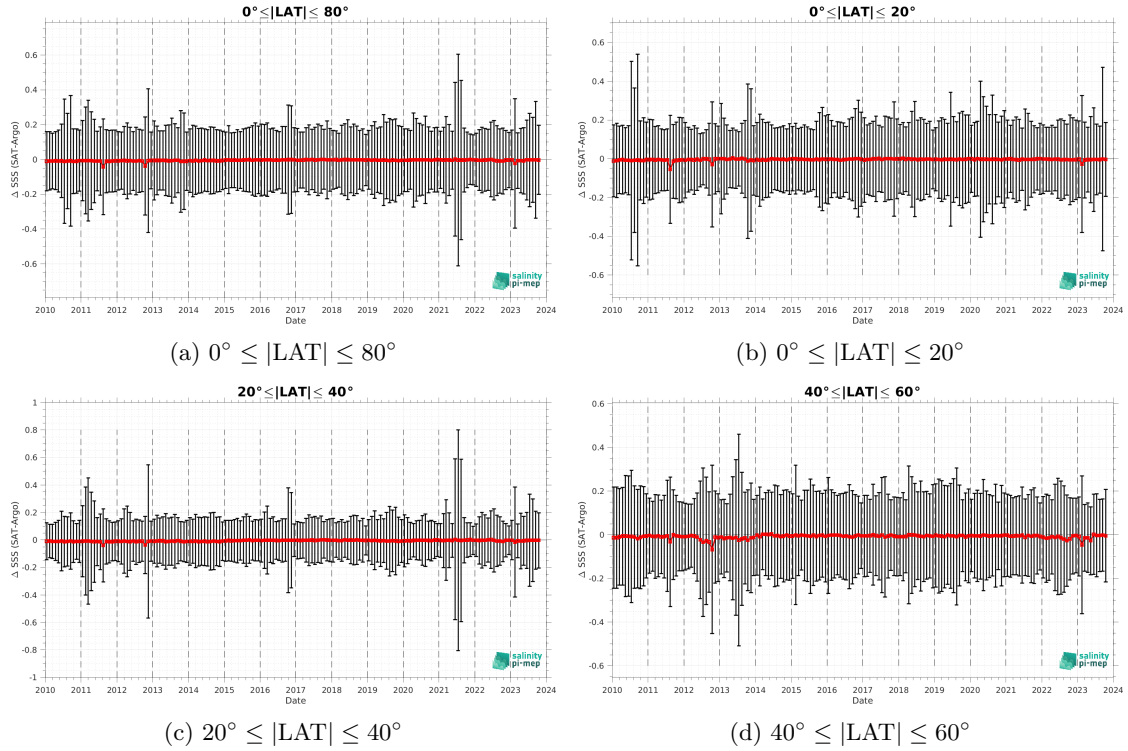 0°≤|LAT|≤ 80°
Δ SSS (SAT-Argo)
0.6
0.4
0.2
0
-0.2
-0.4
-0.6
2010 2011 2012 2013 2014 2015 2016 2017 2018 2019 2020 2021 2022 2023 2024
Date
salinity
pi-mep
(a) 0° ≤ |LAT| ≤ 80°
0°≤|LAT|≤ 20°
Δ SSS (SAT-Argo)
0.6
0.4
0.2
0
-0.2
-0.4
-0.6
2010 2011 2012 2013 2014 2015 2016 2017 2018 2019 2020 2021 2022 2023 2024
Date
salinity
pi-mep
(b) 0° ≤ |LAT| ≤ 20°
20°≤|LAT|≤ 40°
Δ SSS (SAT-Argo)
1
0.8
0.6
0.4
0.2
0
-0.2
-0.4
-0.6
-0.8
-1
2010 2011 2012 2013 2014 2015 2016 2017 2018 2019 2020 2021 2022 2023 2024
Date
salinity
pi-mep
(c) 20° ≤ |LAT| ≤ 40°
40°≤|LAT|≤ 60°
Δ SSS (SAT-Argo)
0.6
0.4
0.2
0
-0.2
-0.4
-0.6
2010 2011 2012 2013 2014 2015 2016 2017 2018 2019 2020 2021 2022 2023 2024
Date
salinity
pi-mep
(d) 40° ≤ |LAT| ≤ 60°